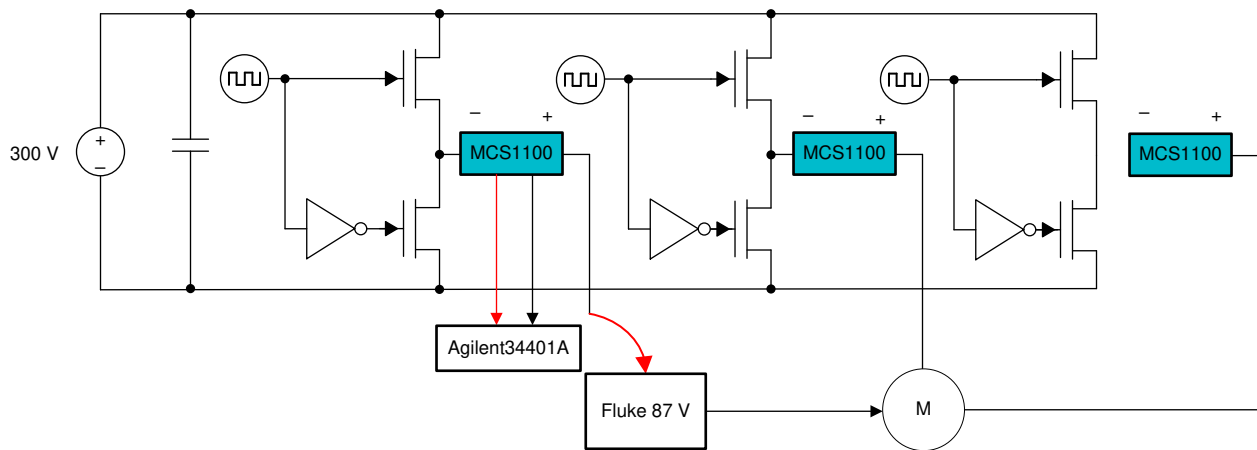 − +
− +
− +
300 V
+
−
MCS1100
MCS1100
MCS1100
Agilent34401A
Fluke 87 V
M